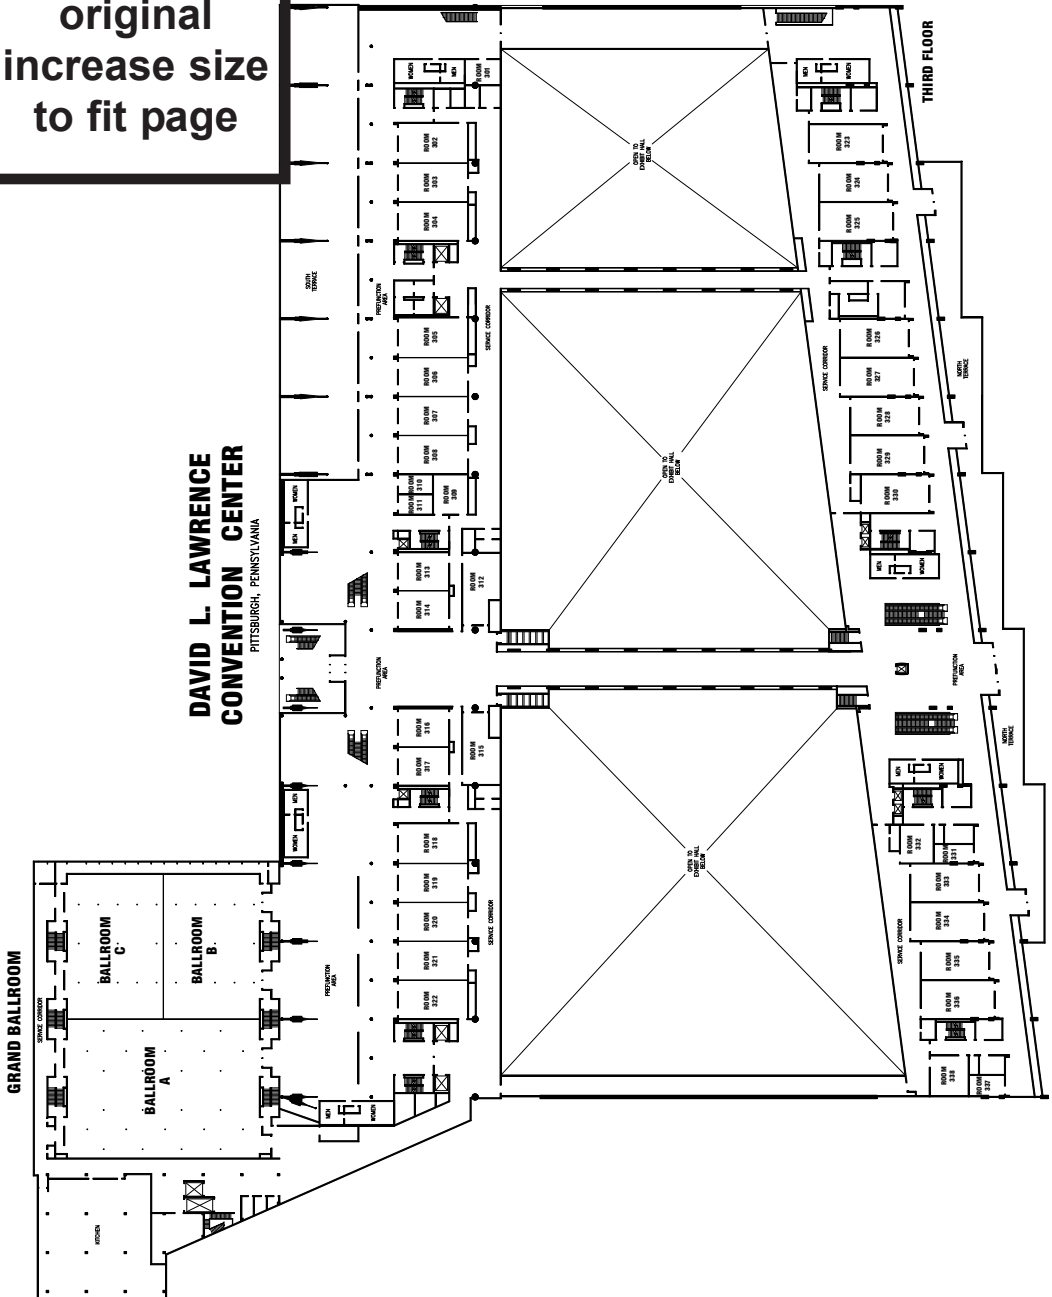 original
increase size
to fit page
THIRD FLOOR
DAVID L. LAWRENCE
CONVENTION CENTER
PITTSBURGH, PENNSYLVANIA
GRAND BALLROOM
SERVICE CORRIDOR
BALLROOM
C
BALLROOM
B
BALLROOM
A
KITCHEN
SOUTH
TERRACE
PREFUNCTION
AREA
PREFUNCTION
AREA
PREFUNCTION
AREA
WOMEN
MEN
MEN
WOMEN
MEN
WOMEN
WOMEN
MEN
ROOM
301
ROOM
302
ROOM
303
ROOM
304
ROOM
305
ROOM
306
ROOM
307
ROOM
308
ROOM
309
ROOM
310
ROOM
311
ROOM
312
ROOM
313
ROOM
314
ROOM
315
ROOM
316
ROOM
317
ROOM
318
ROOM
319
ROOM
320
ROOM
321
ROOM
322
SERVICE CORRIDOR
SERVICE CORRIDOR
OPEN TO
EXHIBIT HALL
BELOW
OPEN TO
EXHIBIT HALL
BELOW
OPEN TO
EXHIBIT HALL
BELOW
MEN
WOMEN
ROOM
323
ROOM
324
ROOM
325
ROOM
326
ROOM
327
ROOM
328
ROOM
329
ROOM
330
SERVICE CORRIDOR
MEN
WOMEN
PREFUNCTION
AREA
NORTH
TERRACE
NORTH
TERRACE
MEN
WOMEN
ROOM
331
ROOM
332
ROOM
333
ROOM
334
ROOM
335
ROOM
336
ROOM
337
ROOM
338
SERVICE CORRIDOR